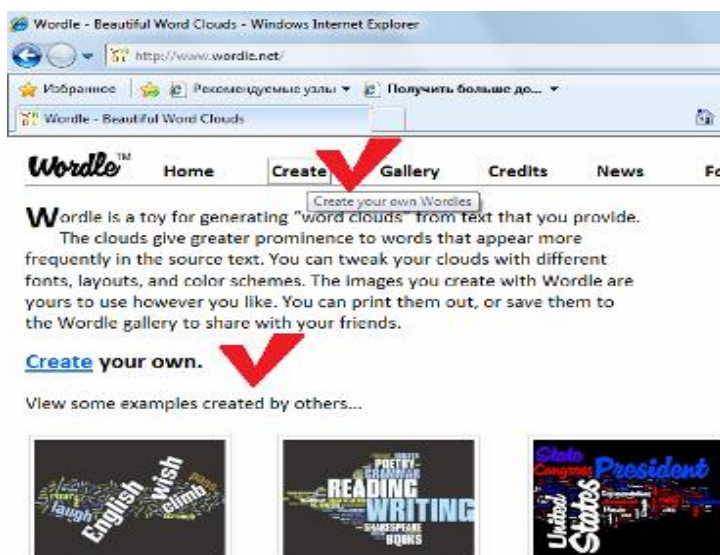 Wordle - Beautiful Word Clouds - Windows Internet Explorer
http://www.wordle.net/
Избранное Рекомендуемые узлы Получить больше до...
Wordle - Beautiful Word Clouds
Wordle™ Home Create Gallery Credits News Fo
Create your own Wordles
Wordle is a toy for generating "word clouds" from text that you provide.
The clouds give greater prominence to words that appear more
frequently in the source text. You can tweak your clouds with different
fonts, layouts, and color schemes. The images you create with Wordle are
yours to use however you like. You can print them out, or save them to
the Wordle gallery to share with your friends.
Create your own.
View some examples created by others...
laugh English wish climb
POETRY
GRAMMAR
READING
WRITING
SHAKESPEARE
BOOKS
State
Congress President
United States